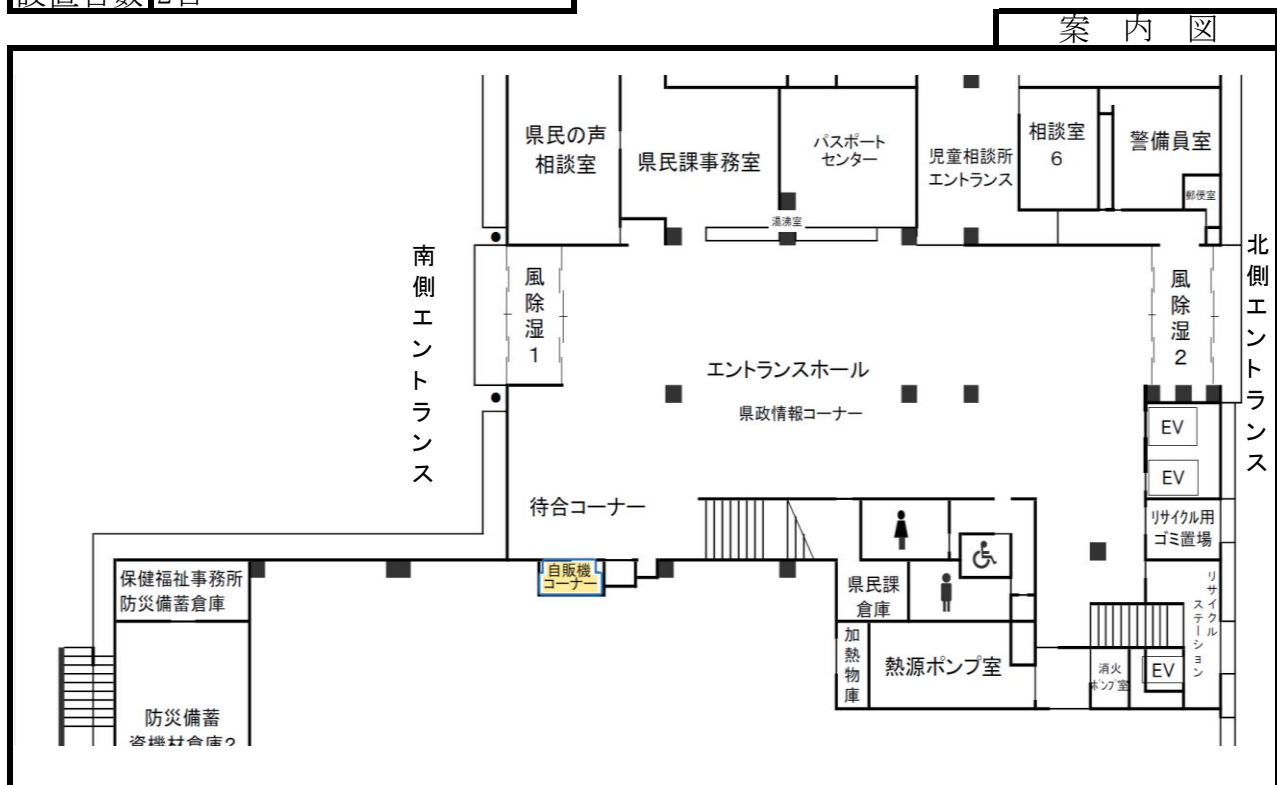 設置台数 2台
案内図
県民の声
相談室
県民課事務室
パスポート
センター
児童相談所
エントランス
相談室
6
警備員室
郵便室
湯沸室
南側エントランス
風除湿1
風除湿2
北側エントランス
エントランスホール
県政情報コーナー
EV
EV
待合コーナー
リサイクル用
ゴミ置場
自販機
コーナー
保健福祉事務所
防災備蓄倉庫
県民課
倉庫
リサイクル
ステーション
加熱物庫
熱源ポンプ室
消火
ポンプ室
EV
防災備蓄
資機材倉庫2